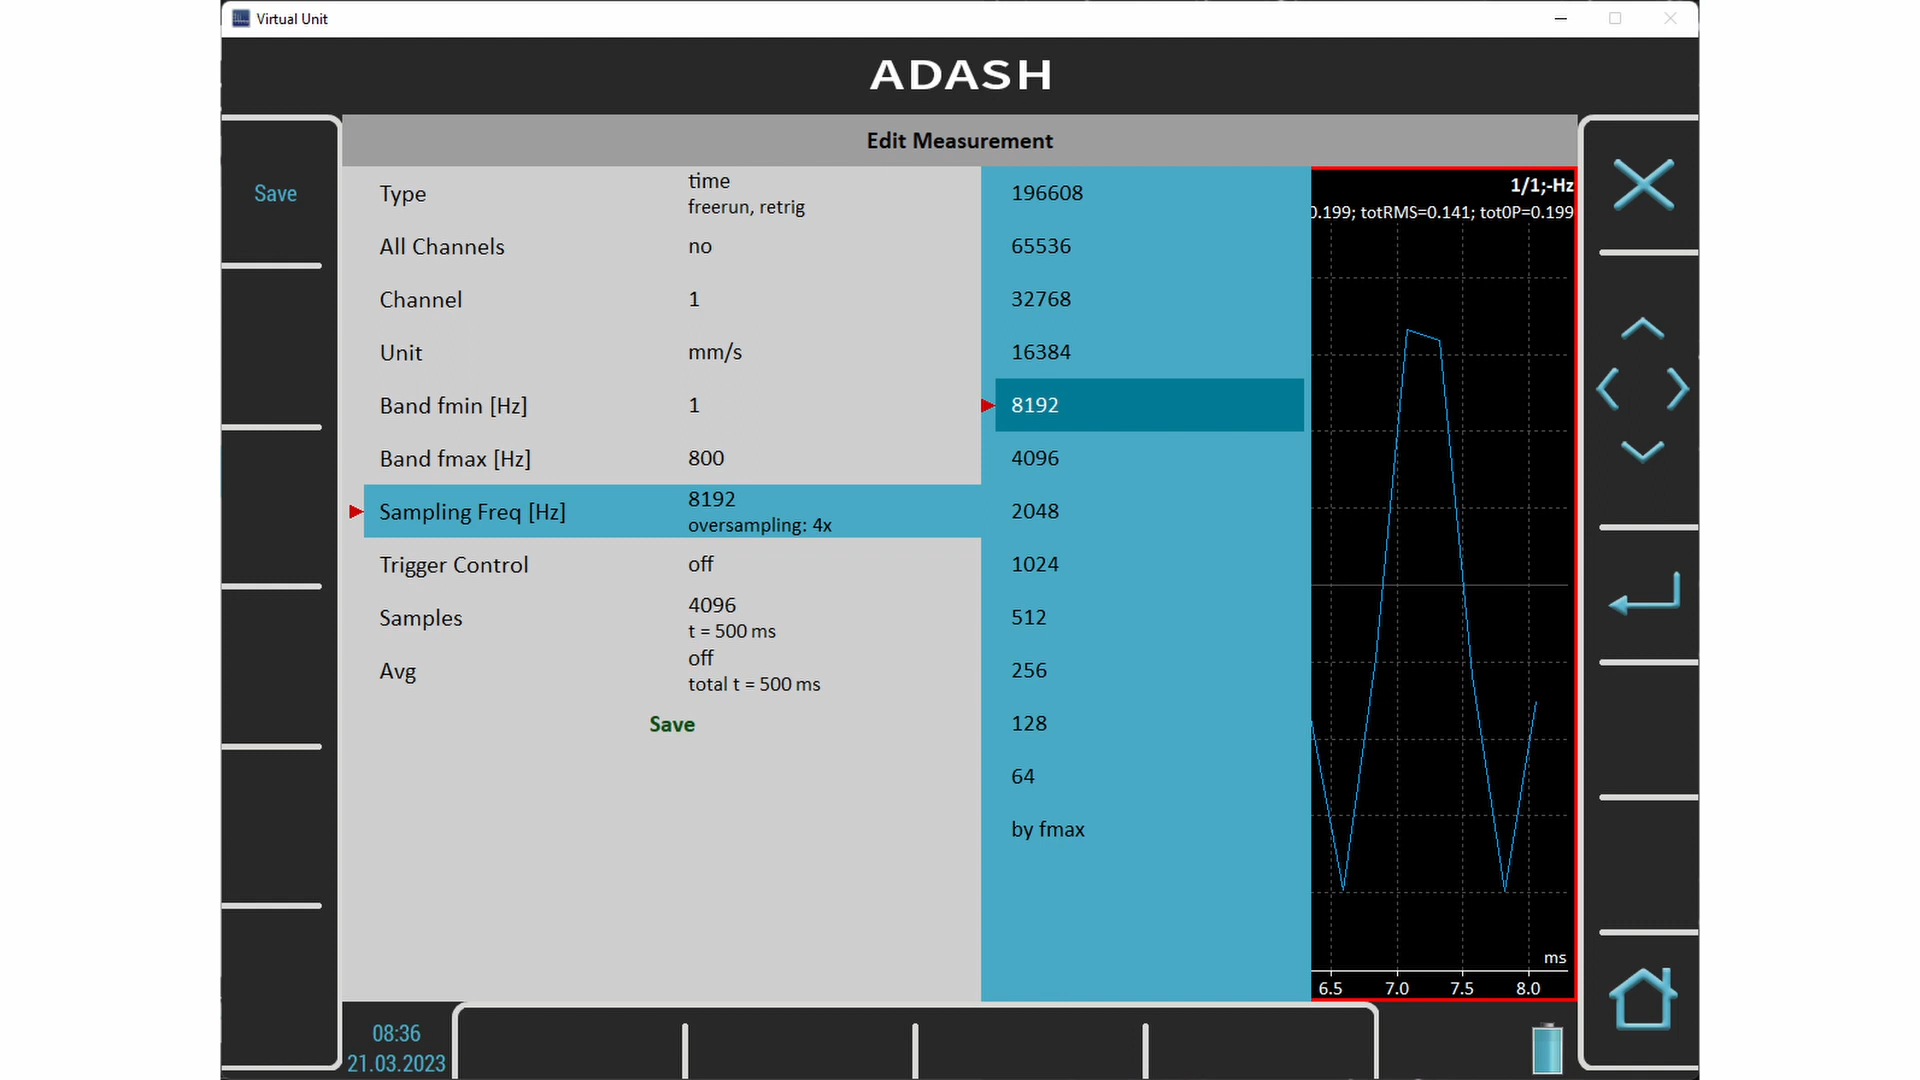 Virtual Unit
ADASH
Edit Measurement
Save
Type
time
freerun, retrig
All Channels
no
Channel
1
Unit
mm/s
Band fmin [Hz]
1
Band fmax [Hz]
800
Sampling Freq [Hz]
8192
oversampling: 4x
Trigger Control
off
Samples
4096
t = 500 ms
Avg
off
total t = 500 ms
Save
196608
65536
32768
16384
8192
4096
2048
1024
512
256
128
64
by fmax
1/1;-Hz
0.199; totRMS=0.141; tot0P=0.199
ms
6.5 7.0 7.5 8.0
08:36
21.03.2023